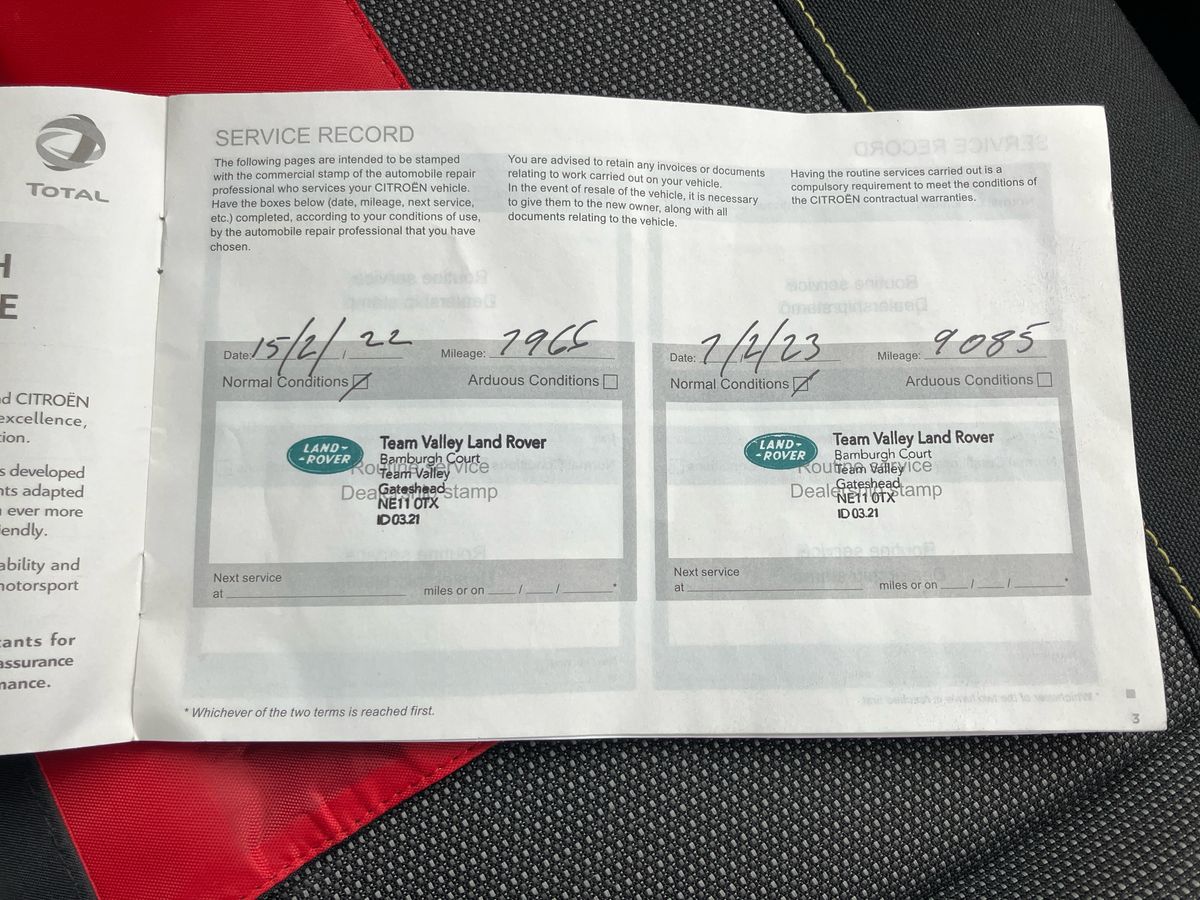 TOTAL
H
E
d CITROËN
excellence,
ion.
s developed
nts adapted
ever more
endly.
ability and
motorsport
ants for
assurance
mance.
SERVICE RECORD
The following pages are intended to be stamped
with the commercial stamp of the automobile repair
professional who services your CITROËN vehicle.
Have the boxes below (date, mileage, next service,
etc.) completed, according to your conditions of use,
by the automobile repair professional that you have
chosen.
You are advised to retain any invoices or documents
relating to work carried out on your vehicle.
In the event of resale of the vehicle, it is necessary
to give them to the new owner, along with all
documents relating to the vehicle.
Having the routine services carried out is a
compulsory requirement to meet the conditions of
the CITROËN contractual warranties.
Date: 15/2/22 Mileage:
Normal Conditions Arduous Conditions
LAND-
-ROVER
Team Valley Land Rover
Bamburgh Court
Team Valley
Gateshead
NE11 0TX
ID 03.21
Routine service
Dealership stamp
Next service
at miles or on / / *
Date: 7/2/23 Mileage: 9085
Normal Conditions Arduous Conditions
LAND-
-ROVER
Team Valley Land Rover
Bamburgh Court
Team Valley
Gateshead
NE11 0TX
ID 03.21
Routine service
Dealership stamp
Next service
at miles or on / / *
* Whichever of the two terms is reached first.
3